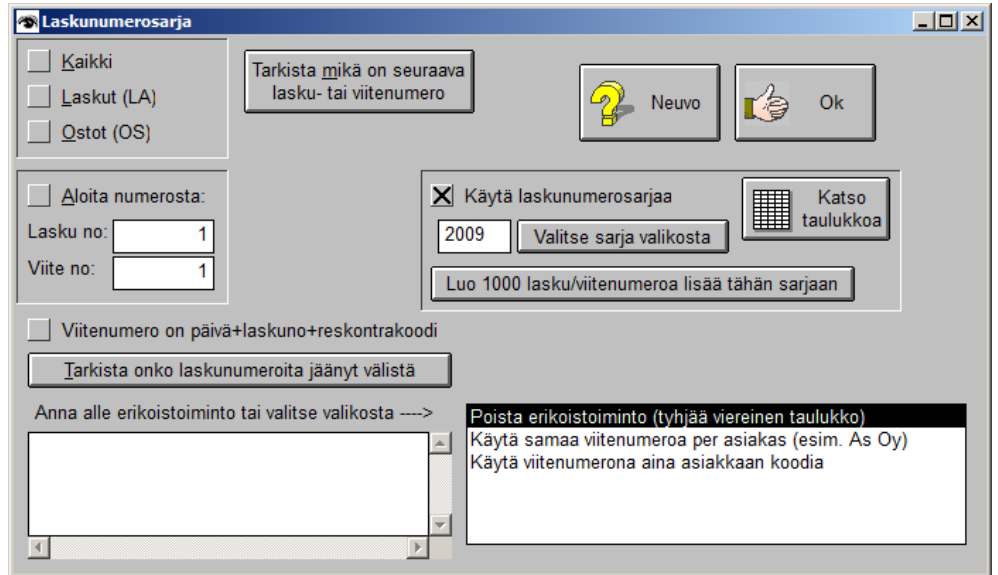 Laskunumerosarja
Kaikki
Laskut (LA)
Ostot (OS)
Tarkista mikä on seuraava
lasku- tai viitenumero
Neuvo
Ok
Aloita numerosta:
Lasku no: 1
Viite no: 1
Käytä laskunumerosarjaa
2009
Valitse sarja valikosta
Katso
taulukkoa
Luo 1000 lasku/viitenumeroa lisää tähän sarjaan
Viitenumero on päivä+laskuno+reskontrakoodi
Tarkista onko laskunumeroita jäänyt välistä
Anna alle erikoistoiminto tai valitse valikosta ---->
Poista erikoistoiminto (tyhjää viereinen taulukko)
Käytä samaa viitenumeroa per asiakas (esim. As Oy)
Käytä viitenumerona aina asiakkaan koodia